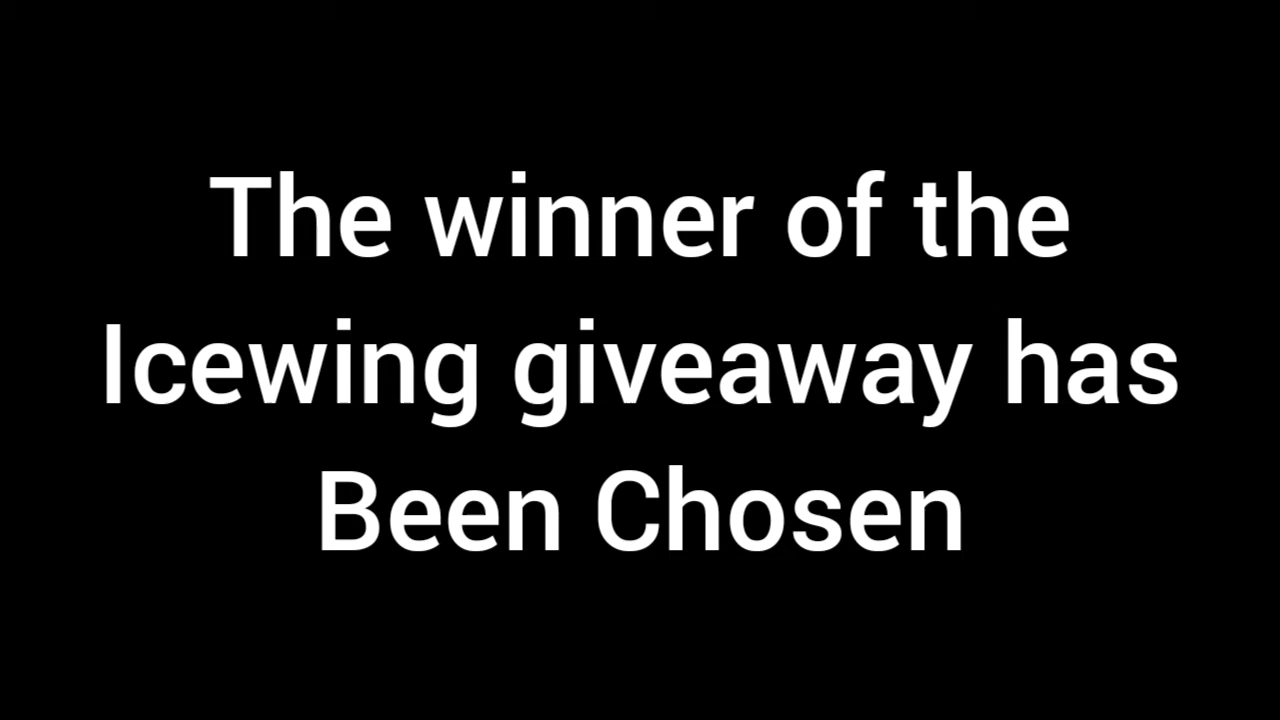 The winner of the
Icewing giveaway has
Been Chosen